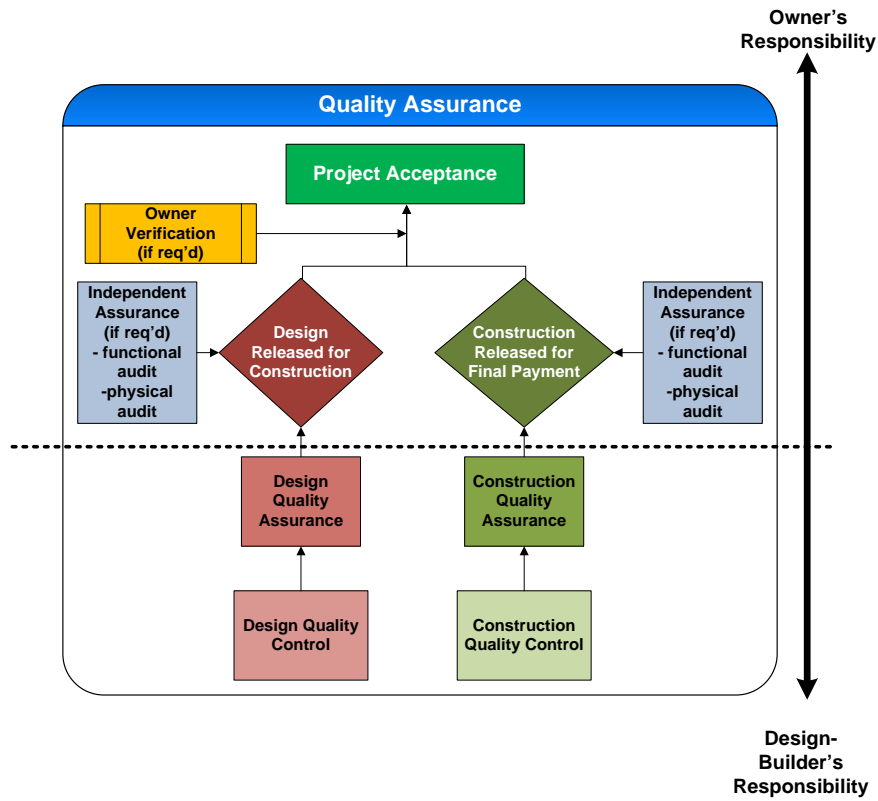 Owner's
Responsibility
Quality Assurance
Project Acceptance
Owner
Verification
(if req'd)
Independent
Assurance
(if req'd)
- functional
audit
-physical
audit
Design
Released for
Construction
Construction
Released for
Final Payment
Independent
Assurance
(if req'd)
- functional
audit
-physical
audit
Design
Quality
Assurance
Construction
Quality
Assurance
Design Quality
Control
Construction
Quality Control
Design-
Builder's
Responsibility